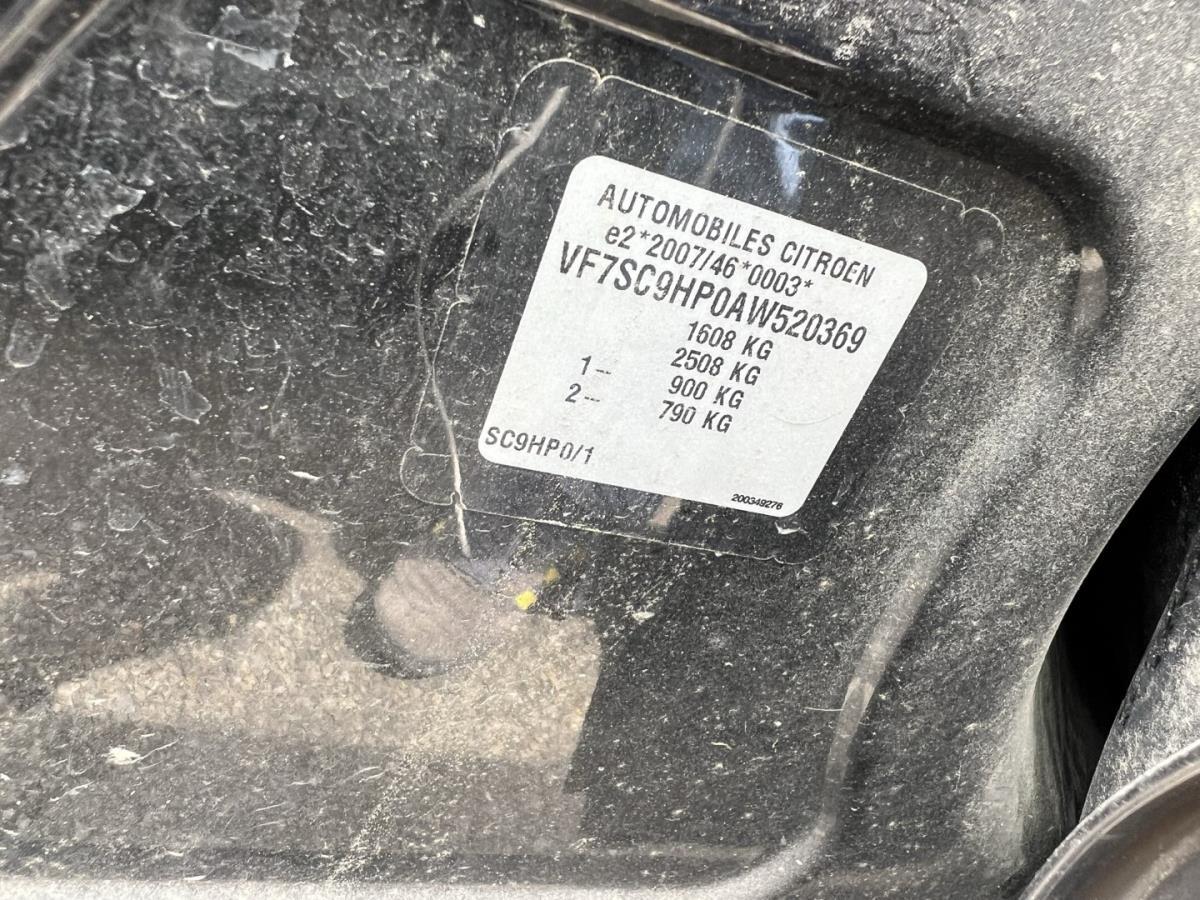 AUTOMOBILES CITROEN
e2*2007/46*0003*
VF7SC9HP0AW520369
1608 KG
2508 KG
1-- 900 KG
2-- 790 KG
SC9HP0/1
200349276